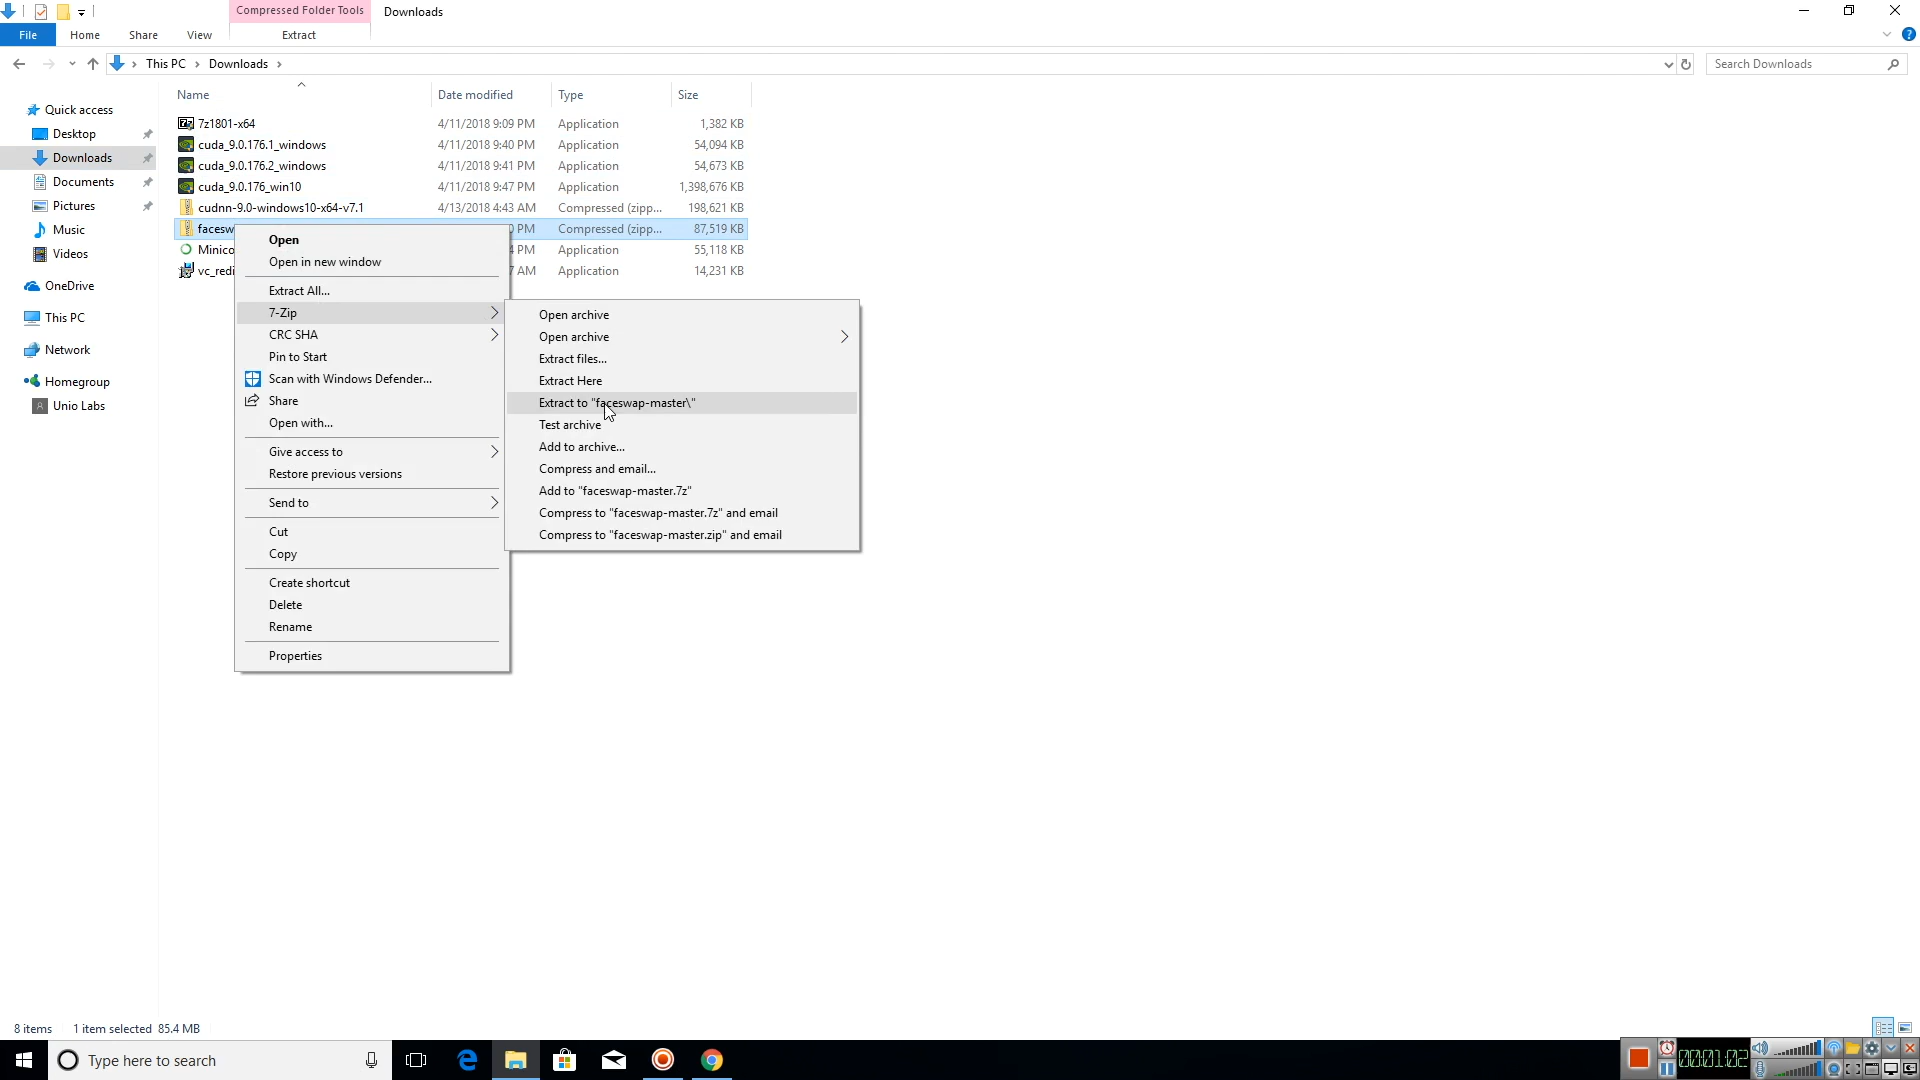 Compressed Folder Tools
Downloads
File
Home
Share
View
Extract
This PC
Downloads
Search Downloads
Name
Date modified
Type
Size
Quick access
Desktop
Downloads
Documents
Pictures
Music
Videos
OneDrive
This PC
Network
Homegroup
Unio Labs
7z1801-x64 4/11/2018 9:09 PM Application 1,382 KB
cuda_9.0.176.1_windows 4/11/2018 9:40 PM Application 54,094 KB
cuda_9.0.176.2_windows 4/11/2018 9:41 PM Application 54,673 KB
cuda_9.0.176_win10 4/11/2018 9:47 PM Application 1,398,676 KB
cudnn-9.0-windows10-x64-v7.1 4/13/2018 4:43 AM Compressed (zipp... 198,621 KB
facesw PM Compressed (zipp... 87,519 KB
Minico PM Application 55,118 KB
vc_redi AM Application 14,231 KB
Open
Open in new window
Extract All...
7-Zip
CRC SHA
Pin to Start
Scan with Windows Defender...
Share
Open with...
Give access to
Restore previous versions
Send to
Cut
Copy
Create shortcut
Delete
Rename
Properties
Open archive
Open archive
Extract files...
Extract Here
Extract to "faceswap-master\"
Test archive
Add to archive...
Compress and email...
Add to "faceswap-master.7z"
Compress to "faceswap-master.7z" and email
Compress to "faceswap-master.zip" and email
8 items
1 item selected 85.4 MB
Type here to search
00:01:02